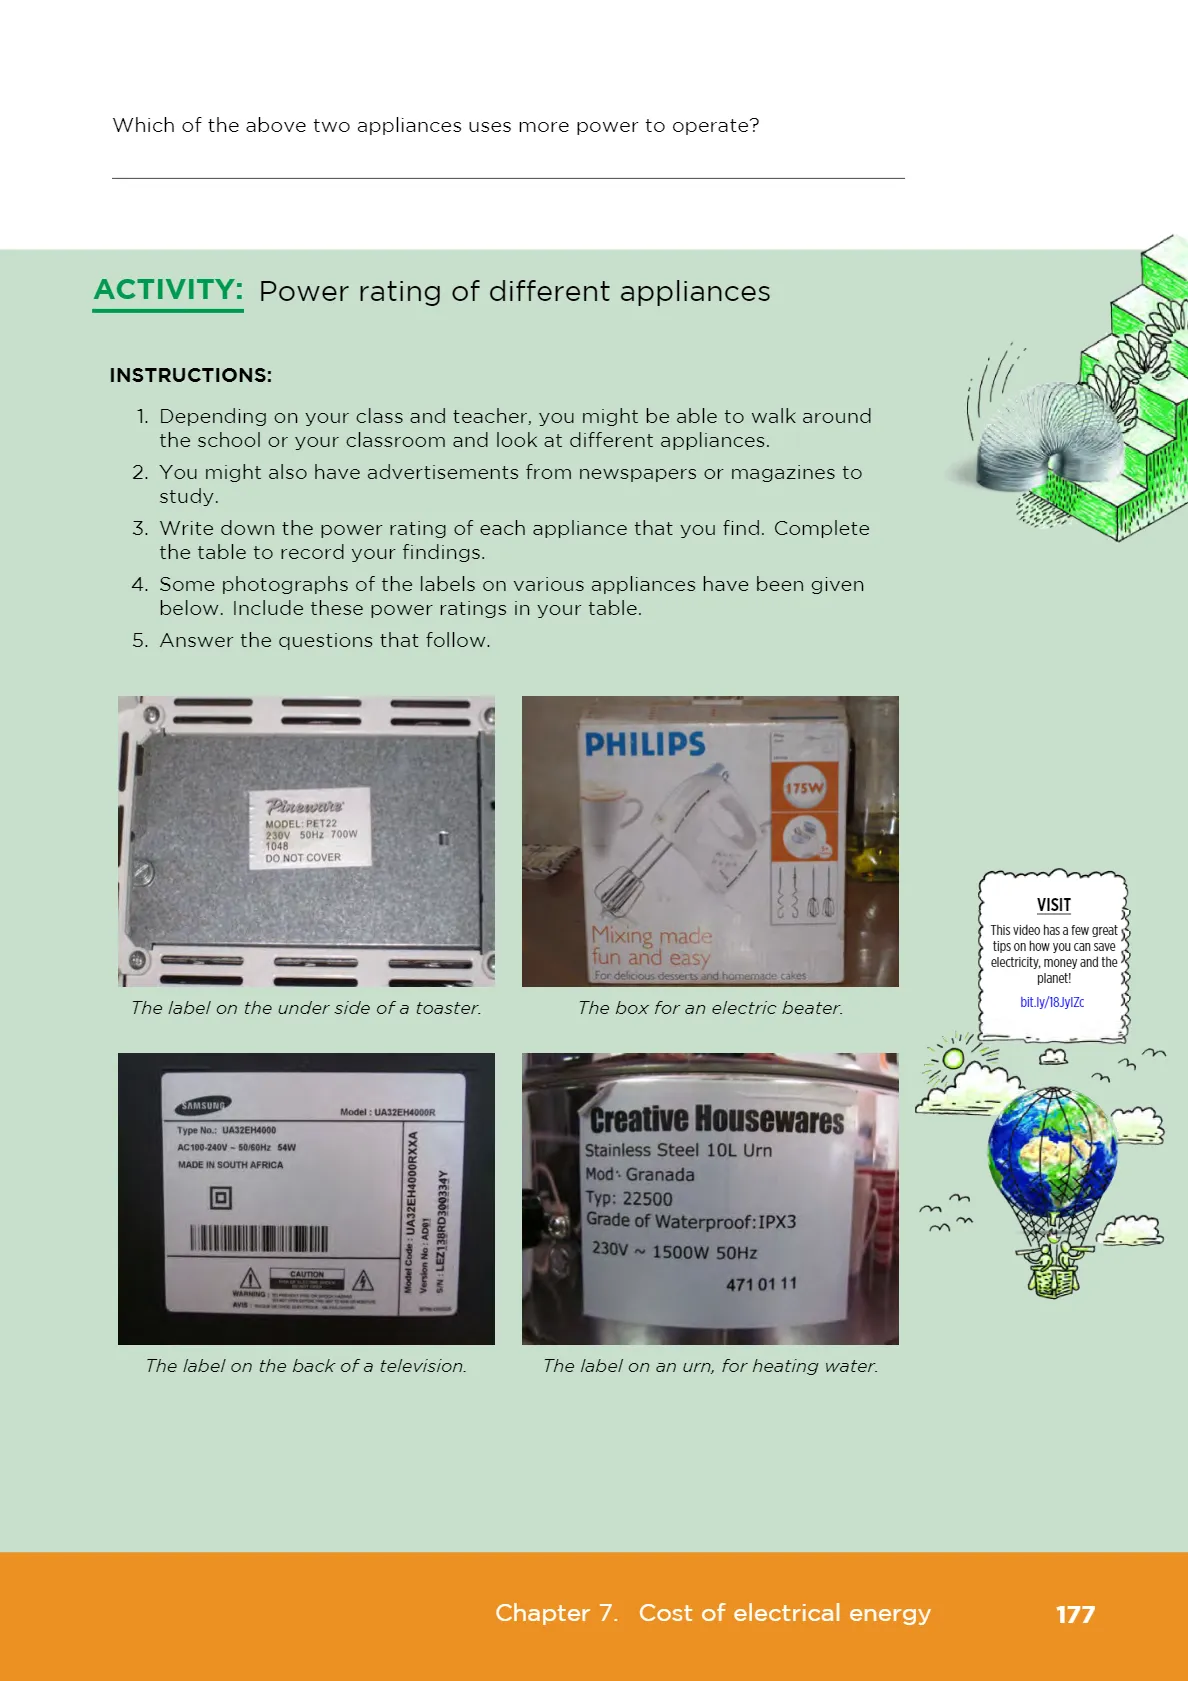 Which of the above two appliances uses more power to operate?
ACTIVITY: Power rating of different appliances
INSTRUCTIONS:
1. Depending on your class and teacher, you might be able to walk around
the school or your classroom and look at different appliances.
2. You might also have advertisements from newspapers or magazines to
study.
3. Write down the power rating of each appliance that you find. Complete
the table to record your findings.
4. Some photographs of the labels on various appliances have been given
below. Include these power ratings in your table.
5. Answer the questions that follow.
Pineware
MODEL: PET22
230V 50Hz 700W
1048
DO NOT COVER
The label on the under side of a toaster.
PHILIPS
175W
Mixing made
fun and easy
For delicious desserts and homemade cakes
The box for an electric beater.
SAMSUNG
Model : UA32EH4000R
Type No.: UA32EH4000
AC100-240V ~ 50/60Hz 54W
MADE IN SOUTH AFRICA
CAUTION
WARNING :
AVIS :
Model Code : UA32EH4000RXXA
Version No : AD01
S/N : LEZ138RD300334Y
The label on the back of a television.
Creative Housewares
Stainless Steel 10L Urn
Mod: Granada
Typ: 22500
Grade of Waterproof:IPX3
230V ~ 1500W 50Hz
471 01 11
The label on an urn, for heating water.
VISIT
This video has a few great
tips on how you can save
electricity, money and the
planet!
bit.ly/18JylZc
Chapter 7. Cost of electrical energy
177